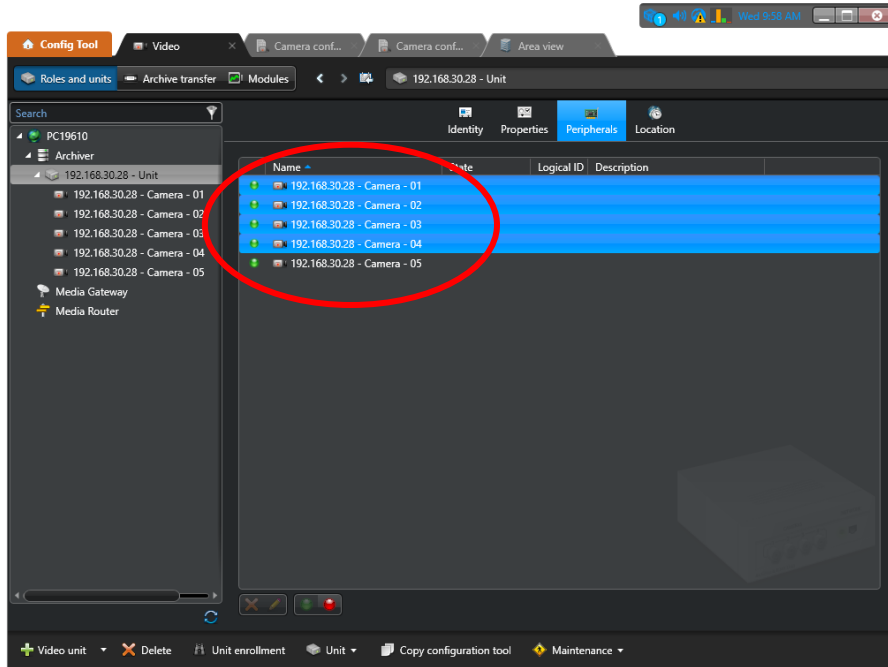 1 Wed 9:58 AM
Config Tool Video Camera conf... Camera conf... Area view
Roles and units Archive transfer Modules 192.168.30.28 - Unit
Search
Identity Properties Peripherals Location
PC19610
Archiver
192.168.30.28 - Unit
192.168.30.28 - Camera - 01
192.168.30.28 - Camera - 02
192.168.30.28 - Camera - 03
192.168.30.28 - Camera - 04
192.168.30.28 - Camera - 05
Media Gateway
Media Router
Name State Logical ID Description
192.168.30.28 - Camera - 01
192.168.30.28 - Camera - 02
192.168.30.28 - Camera - 03
192.168.30.28 - Camera - 04
192.168.30.28 - Camera - 05
Video unit Delete Unit enrollment Unit Copy configuration tool Maintenance